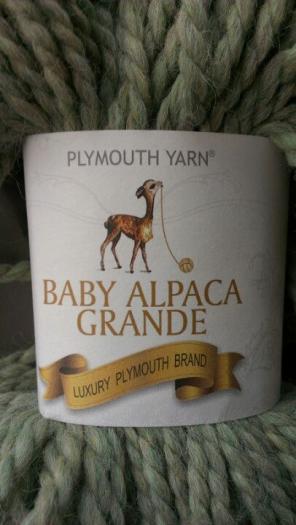 PLYMOUTH YARN®
BABY ALPACA
GRANDE
LUXURY PLYMOUTH BRAND